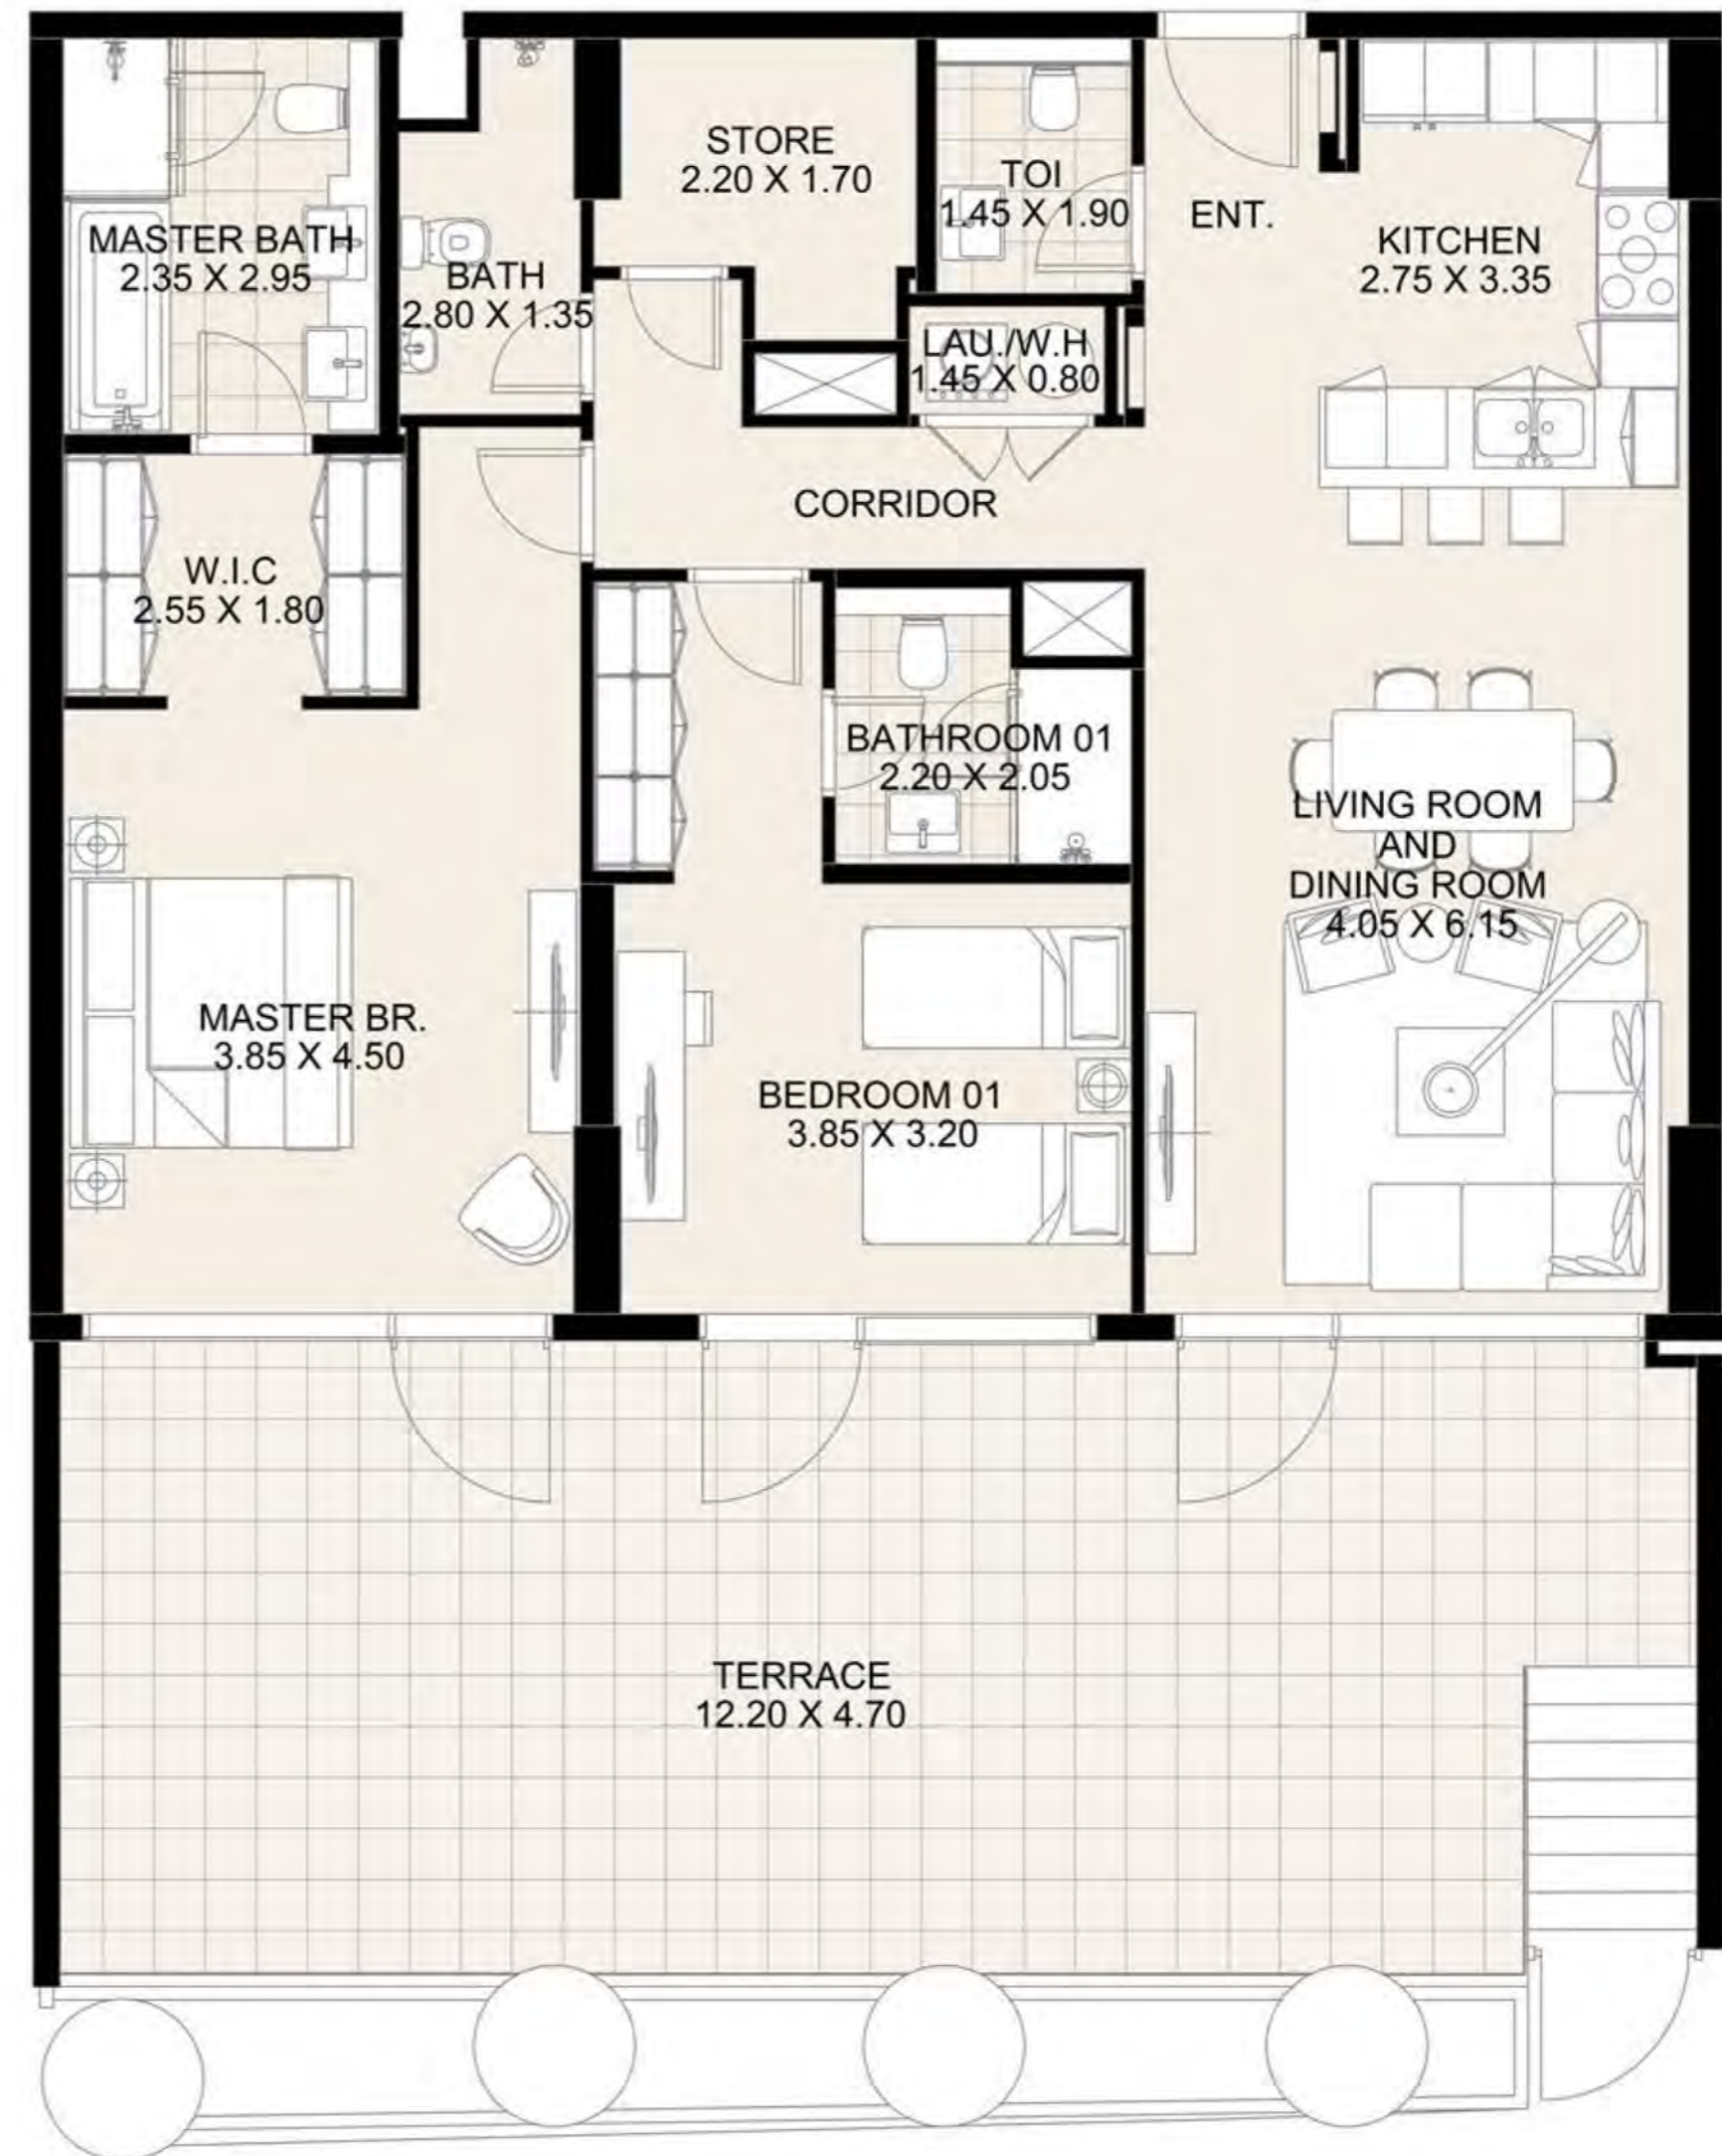 STORE
2.20 X 1.70
TOI
1.45 X 1.90
ENT.
KITCHEN
2.75 X 3.35
MASTER BATH
2.35 X 2.95
BATH
2.80 X 1.35
LAU./W.H
1.45 X 0.80
CORRIDOR
W.I.C
2.55 X 1.80
BATHROOM 01
2.20 X 2.05
LIVING ROOM
AND
DINING ROOM
4.05 X 6.15
MASTER BR.
3.85 X 4.50
BEDROOM 01
3.85 X 3.20
TERRACE
12.20 X 4.70